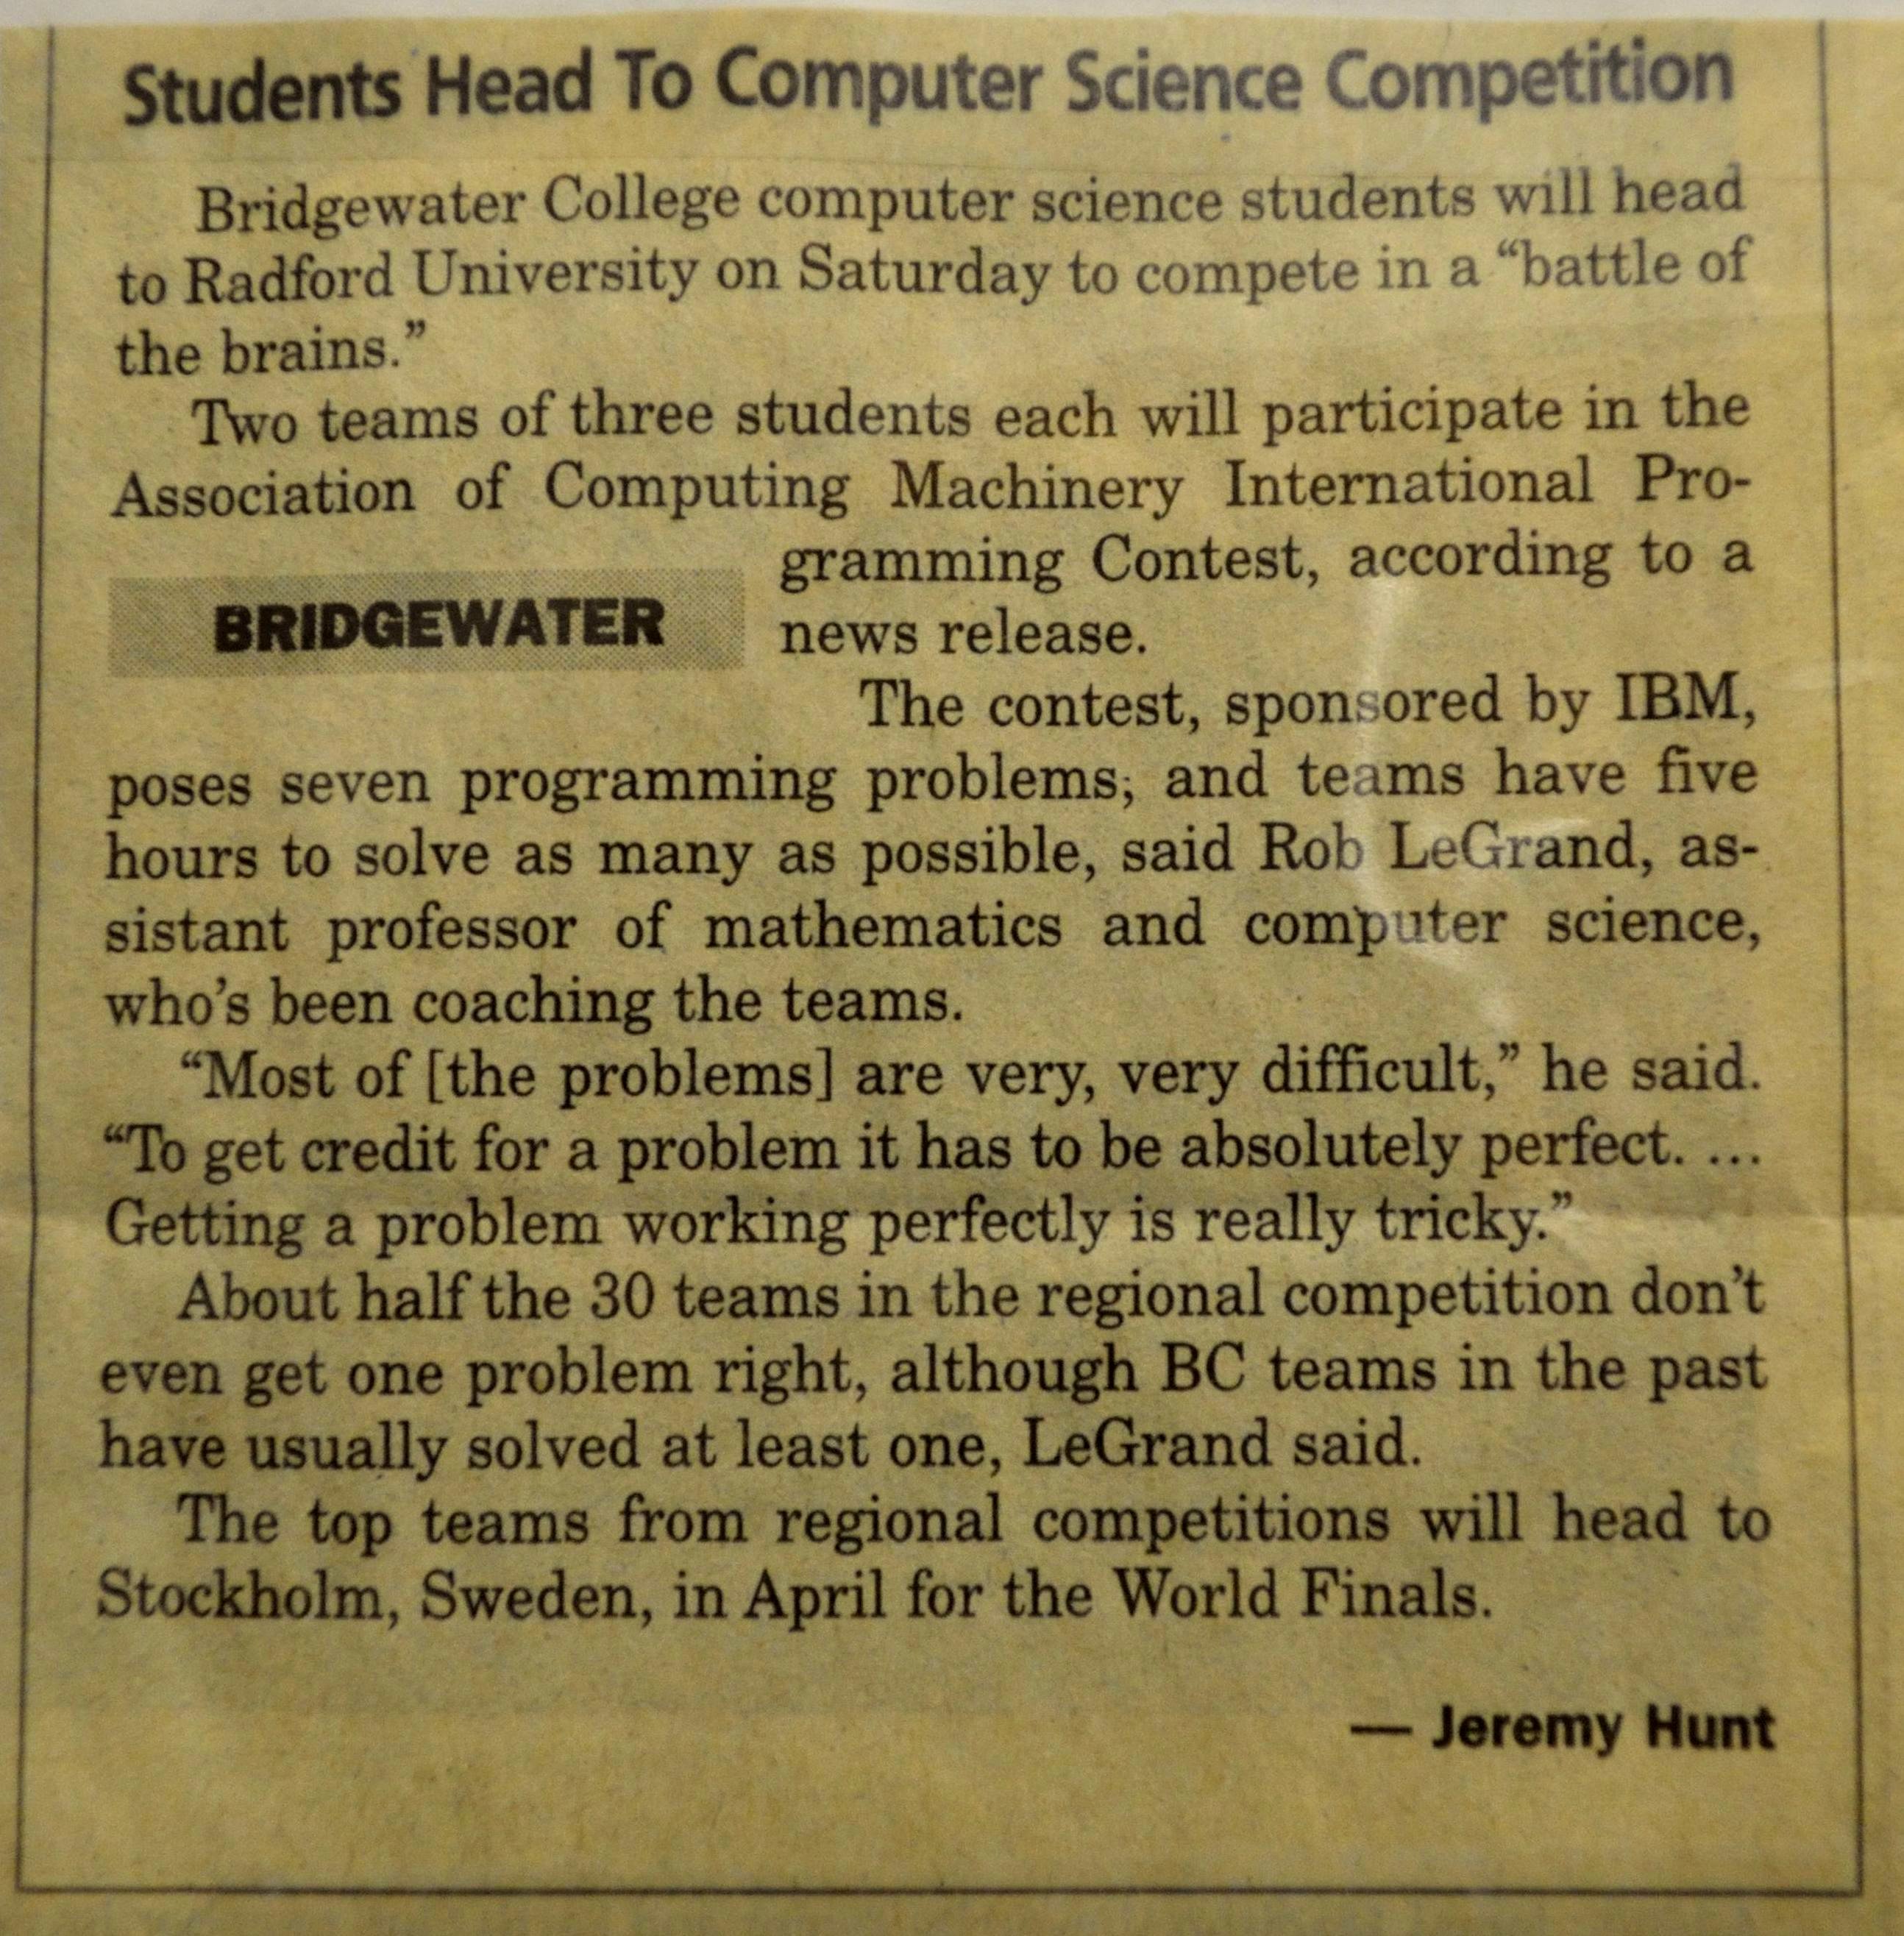 Students Head To Computer Science Competition
Bridgewater College computer science students will head
to Radford University on Saturday to compete in a “battle of
the brains.”
Two teams of three students each will participate in the
Association of Computing Machinery International Pro-
gramming Contest, according to a
news release.
BRIDGEWATER
The contest, sponsored by IBM,
poses seven programming problems; and teams have five
hours to solve as many as possible, said Rob LeGrand, as-
sistant professor of mathematics and computer science,
who’s been coaching the teams.
“Most of [the problems] are very, very difficult,” he said.
“To get credit for a problem it has to be absolutely perfect. ...
Getting a problem working perfectly is really tricky.”
About half the 30 teams in the regional competition don’t
even get one problem right, although BC teams in the past
have usually solved at least one, LeGrand said.
The top teams from regional competitions will head to
Stockholm, Sweden, in April for the World Finals.
— Jeremy Hunt